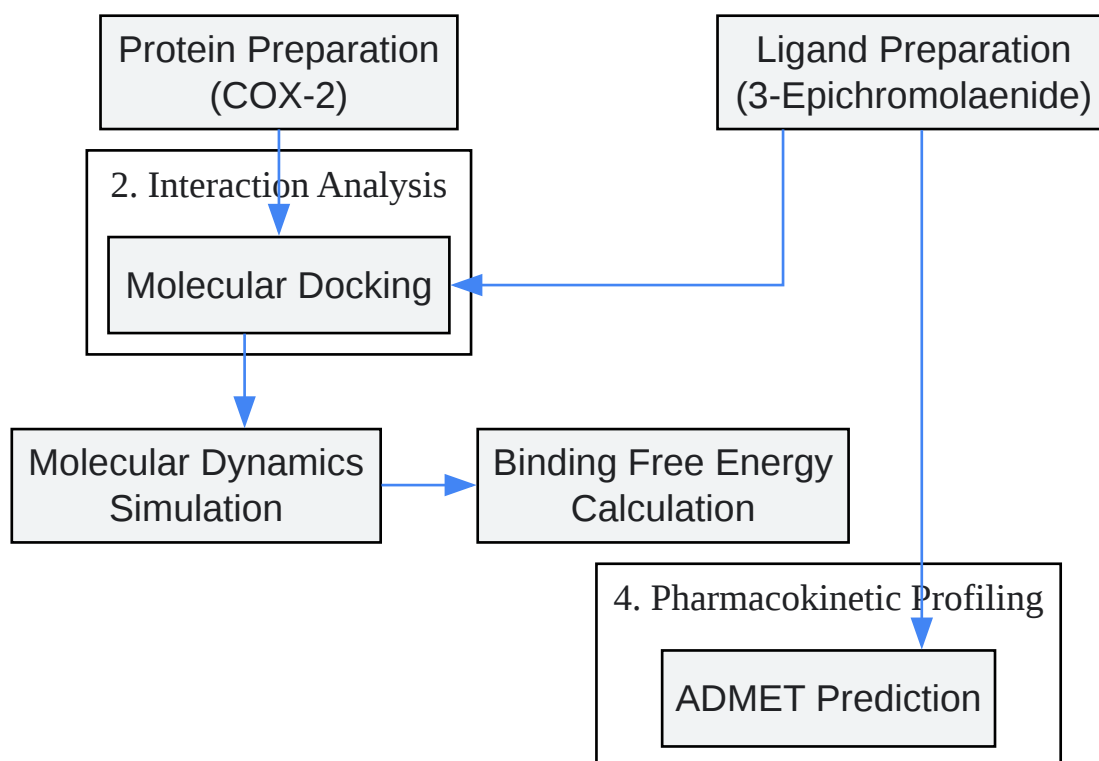 Protein Preparation
(COX-2)
Ligand Preparation
(3-Epichromolaenide)
2. Interaction Analysis
Molecular Docking
Molecular Dynamics
Simulation
Binding Free Energy
Calculation
4. Pharmacokinetic Profiling
ADMET Prediction